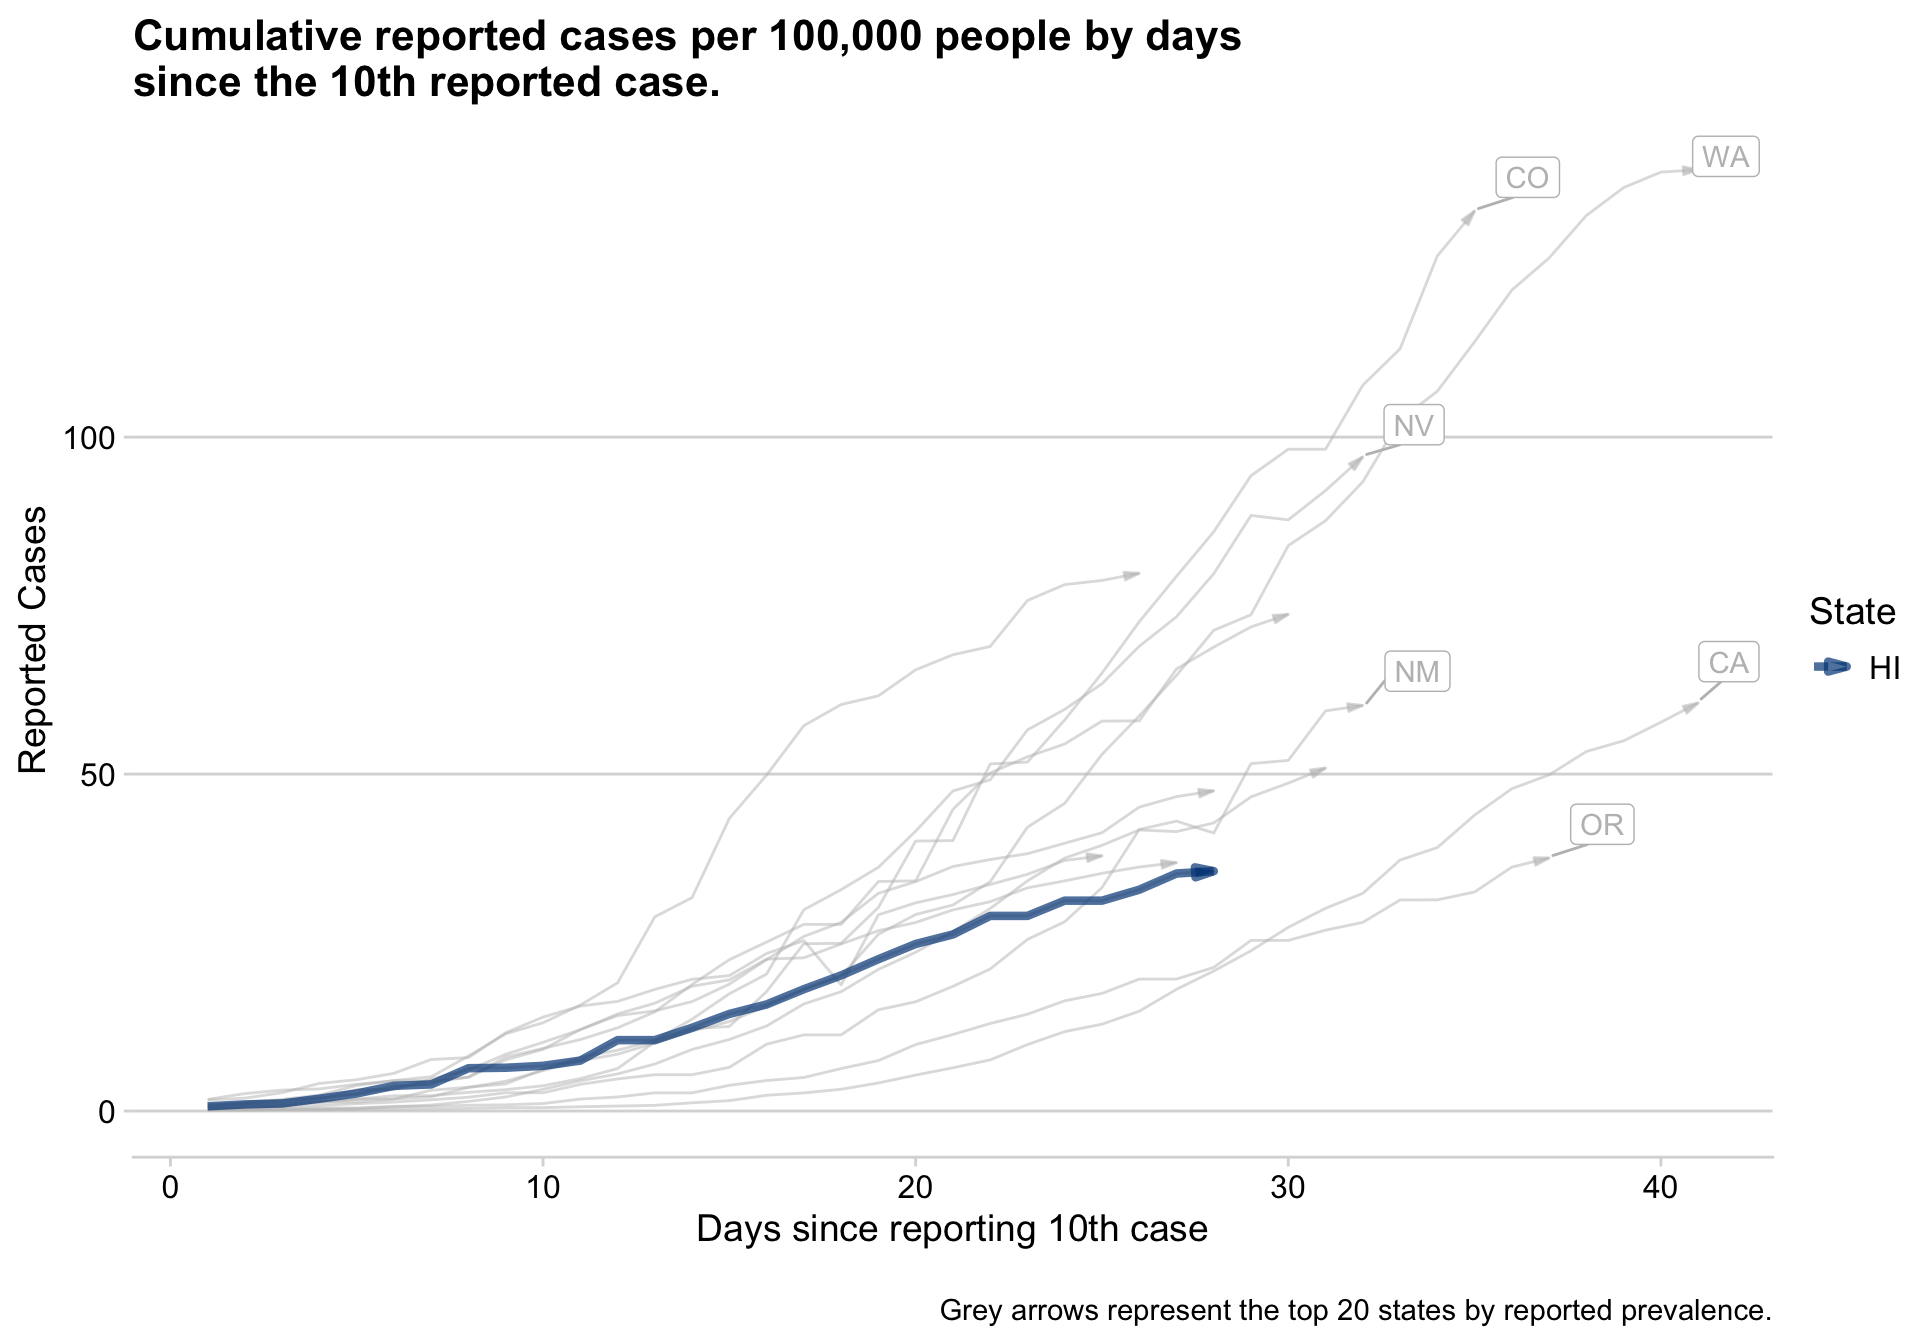 Cumulative reported cases per 100,000 people by days
since the 10th reported case.
WA
CO
100
NV
Reported Cases
State
HI
NM
CA
50
OR
0
0
10
20
30
40
Days since reporting 10th case
Grey arrows represent the top 20 states by reported prevalence.